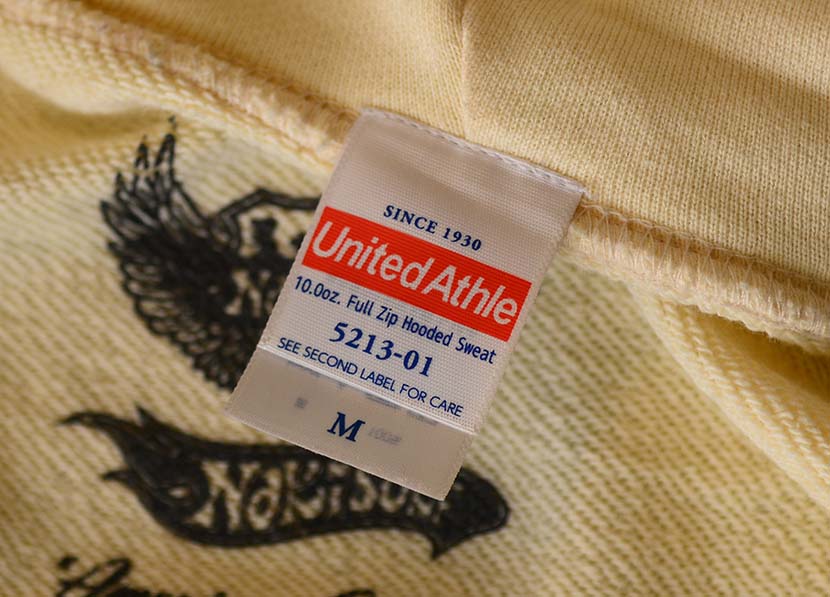 SINCE 1930
United Athle
10.0oz. Full Zip Hooded Sweat
5213-01
SEE SECOND LABEL FOR CARE
M